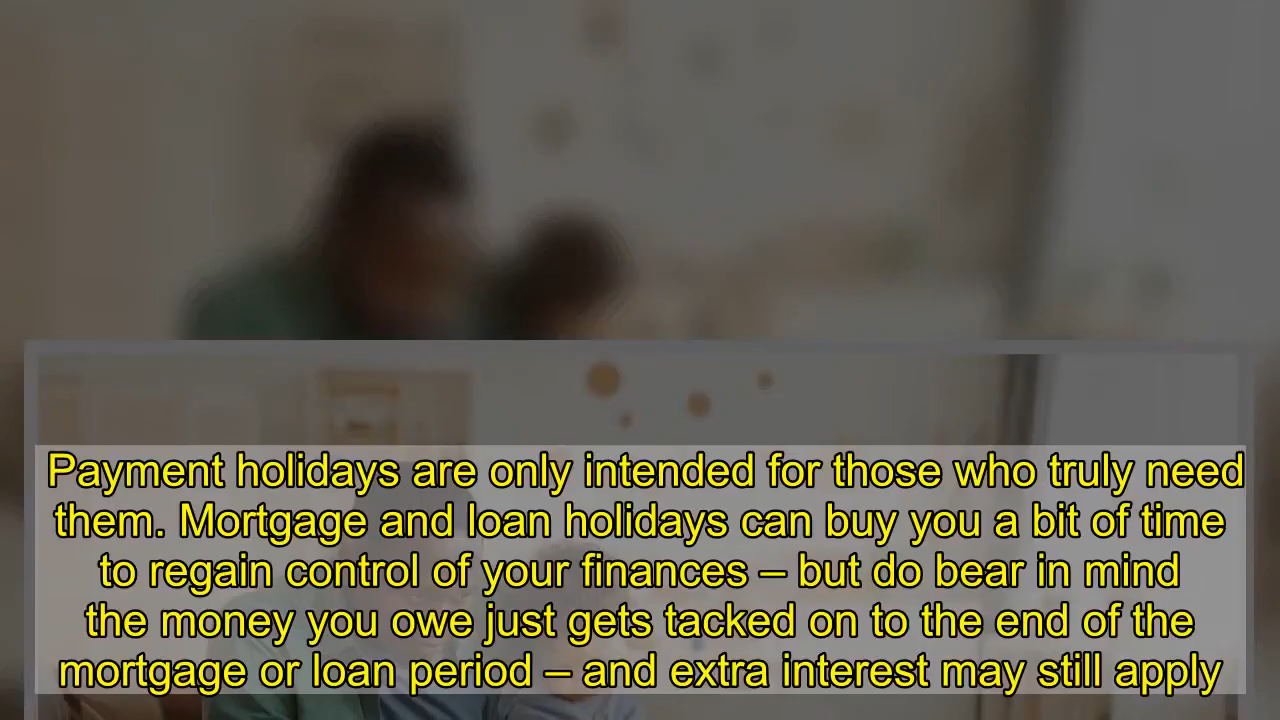 Payment holidays are only intended for those who truly need
them. Mortgage and loan holidays can buy you a bit of time
to regain control of your finances – but do bear in mind
the money you owe just gets tacked on to the end of the
mortgage or loan period – and extra interest may still apply